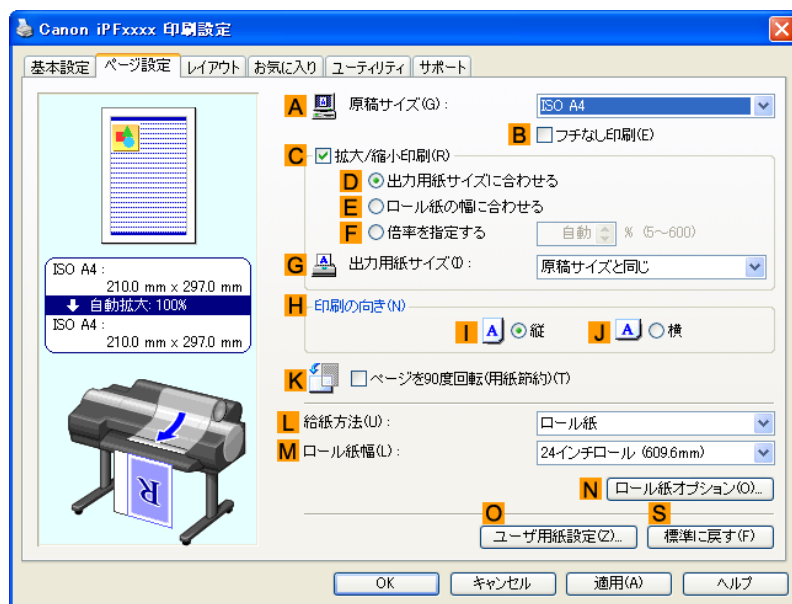 Canon iPFxxxx 印刷設定
基本設定 ページ設定 レイアウト お気に入り ユーティリティ サポート
A 原稿サイズ(G) : ISO A4
B フチなし印刷(E)
C 拡大/縮小印刷(R)
D 出力用紙サイズに合わせる
E ロール紙の幅に合わせる
F 倍率を指定する 自動 % (5～600)
G 出力用紙サイズ(I) : 原稿サイズと同じ
ISO A4 :
210.0 mm x 297.0 mm
自動拡大: 100%
ISO A4 :
210.0 mm x 297.0 mm
H 印刷の向き(N)
I A 縦 J A 横
K ページを90度回転(用紙節約)(T)
L 給紙方法(U) : ロール紙
M ロール紙幅(L) : 24インチロール (609.6mm)
R
N ロール紙オプション(O)...
O S
ユーザ用紙設定(Z)... 標準に戻す(F)
OK キャンセル 適用(A) ヘルプ